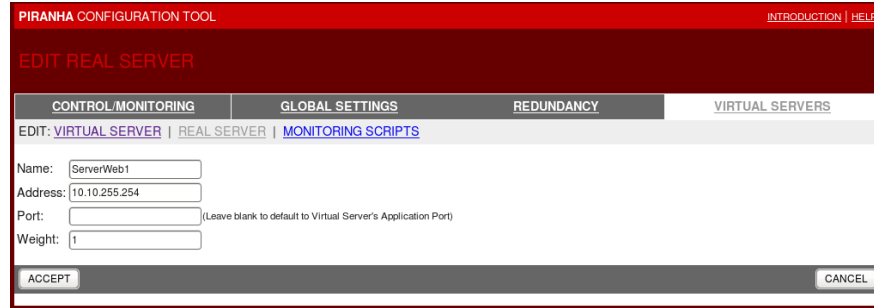 PIRANHA CONFIGURATION TOOL INTRODUCTION | HELP
EDIT REAL SERVER
CONTROL/MONITORING GLOBAL SETTINGS REDUNDANCY VIRTUAL SERVERS
EDIT: VIRTUAL SERVER | REAL SERVER | MONITORING SCRIPTS
Name: ServerWeb1
Address: 10.10.255.254
Port: (Leave blank to default to Virtual Server's Application Port)
Weight: 1
ACCEPT CANCEL